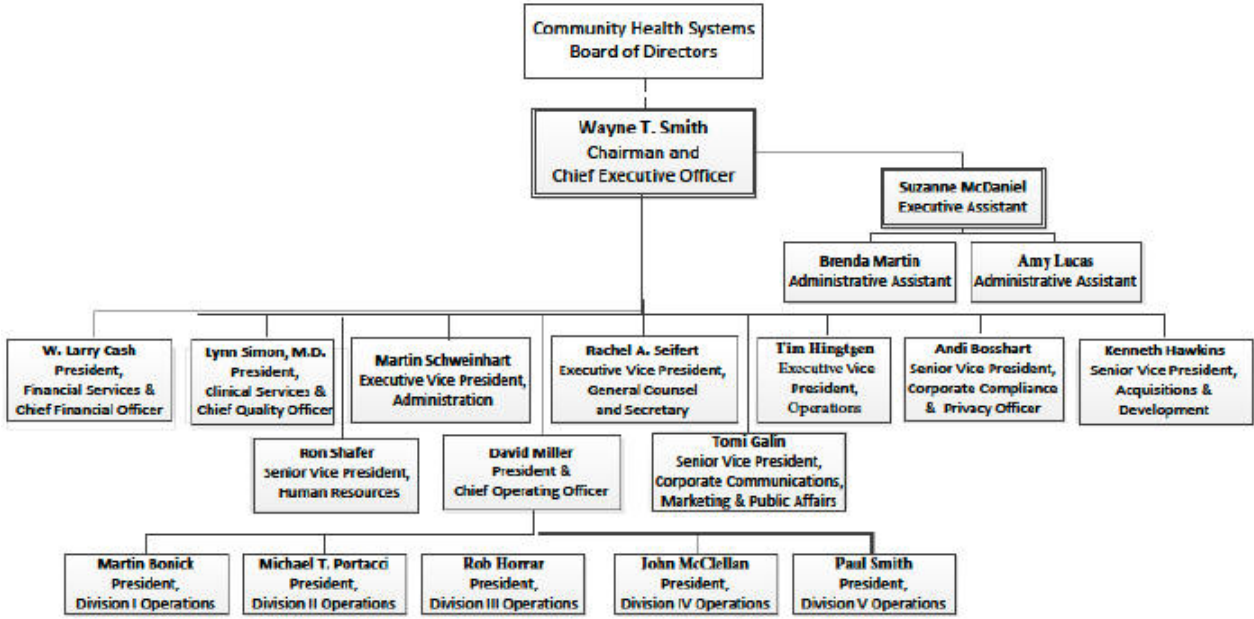 Community Health Systems
Board of Directors
Wayne T. Smith
Chairman and
Chief Executive Officer
Suzanne McDaniel
Executive Assistant
Brenda Martin
Administrative Assistant
Amy Lucas
Administrative Assistant
W. Larry Cash
President,
Financial Services &
Chief Financial Officer
Lynn Simon, M.D.
President,
Clinical Services &
Chief Quality Officer
Martin Schweinhart
Executive Vice President,
Administration
Rachel A. Seifert
Executive Vice President,
General Counsel
and Secretary
Tim Hingtgen
Executive Vice
President,
Operations
Andi Bosshart
Senior Vice President,
Corporate Compliance
& Privacy Officer
Kenneth Hawkins
Senior Vice President,
Acquisitions &
Development
Ron Shafer
Senior Vice President,
Human Resources
David Miller
President &
Chief Operating Officer
Tomi Galin
Senior Vice President,
Corporate Communications,
Marketing & Public Affairs
Martin Bonick
President,
Division I Operations
Michael T. Portacci
President,
Division II Operations
Rob Horrar
President,
Division III Operations
John McClellan
President,
Division IV Operations
Paul Smith
President,
Division V Operations